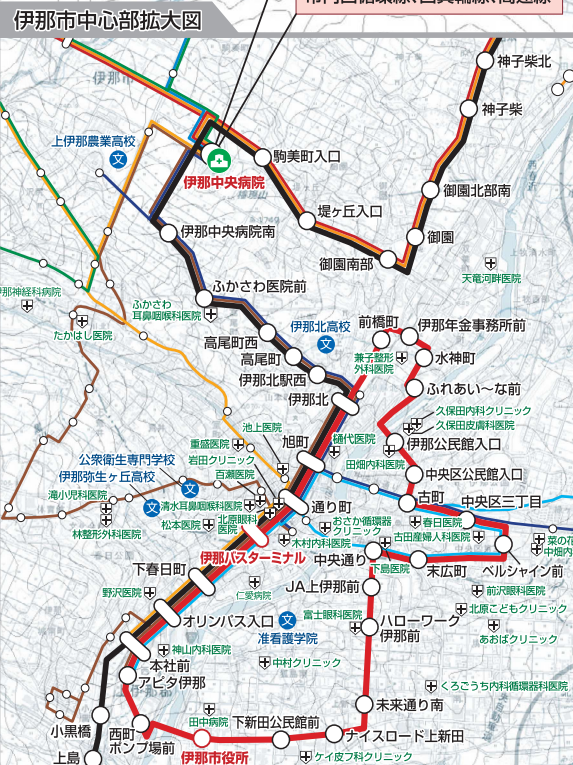 伊那市中心部拡大図
神子柴北
神子柴
上伊那農業高校
文
駒美町入口
伊那中央病院
御園北部南
堤ヶ丘入口
伊那中央病院南
御園
御園南部
天竜河畔医院
ふかさわ医院前
伊那神経科病院
ふかさわ
耳鼻咽喉科医院
たかはし医院
前橋町
伊那年金事務所前
伊那北高校
文
高尾町西
水神町
兼子整形
外科医院
高尾町
伊那北駅西
ふれあい〜な前
伊那北
久保田内科クリニック
久保田皮膚科医院
池上医院
旭町
樋代医院
伊那公民館入口
重盛医院
岩田クリニック
田畑内科医院
公衆衛生専門学校
百瀬医院
中央区公民館入口
伊那弥生ヶ丘高校
文
文
滝小児科医院
古町
中央区三丁目
清水耳鼻咽喉科医院
通り町
北原眼科
医院
おさか循環器
クリニック
春日医院
松本医院
林整形外科医院
古田産婦人科医院
木村内科医院
菜の花
中畑内
伊那バスターミナル
中央通り
下島医院
下春日町
末広町
ベルシャイン前
JA上伊那前
野沢医院
仁愛病院
前沢眼科医院
北原こどもクリニック
オリンパス入口
文
富士眼科医院
ハローワーク
伊那前
准看護学院
あおばクリニック
神山内科医院
本社前
中村クリニック
アピタ伊那
くろごうち内科循環器科医院
未来通り南
田中病院
小黒橋
西町
ポンプ場前
下新田公民館前
ナイスロード上新田
伊那市役所
上島
ケイ皮フ科クリニック